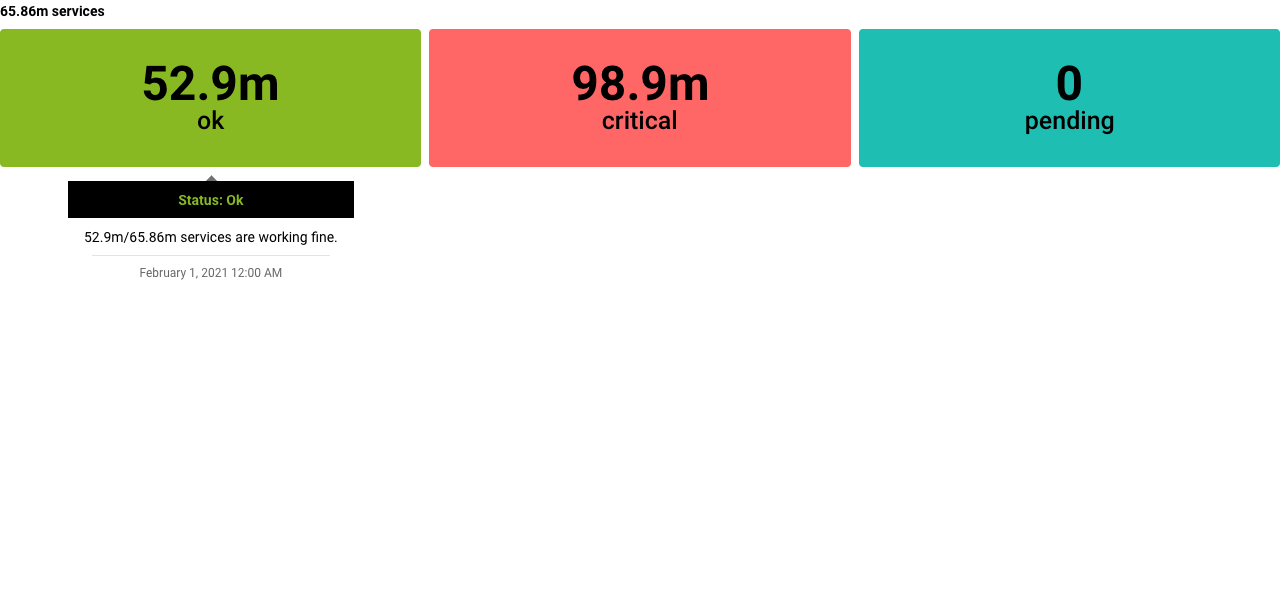 65.86m services
52.9m
ok
98.9m
critical
0
pending
Status: Ok
52.9m/65.86m services are working fine.
February 1, 2021 12:00 AM